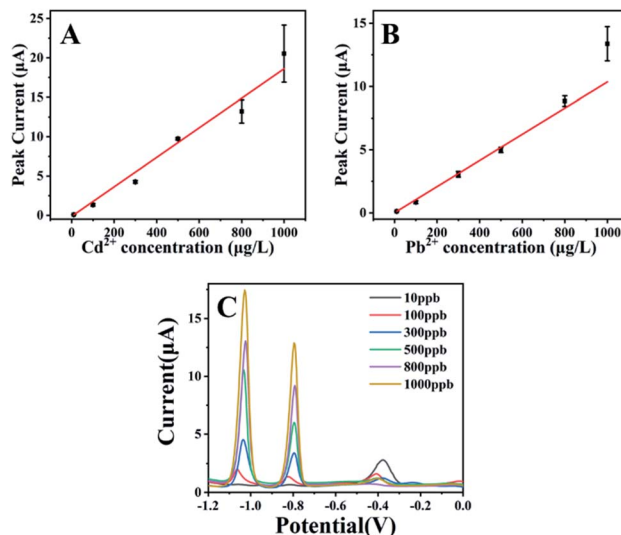 A
Peak Current (μA)
25
20
15
10
5
0
0 200 400 600 800 1000
Cd²⁺ concentration (μg/L)
B
Peak Current (μA)
15
10
5
0
0 200 400 600 800 1000
Pb²⁺ concentration (μg/L)
C
Current(μA)
15
10
5
0
10ppb
100ppb
300ppb
500ppb
800ppb
1000ppb
-1.2 -1.0 -0.8 -0.6 -0.4 -0.2 0.0
Potential(V)